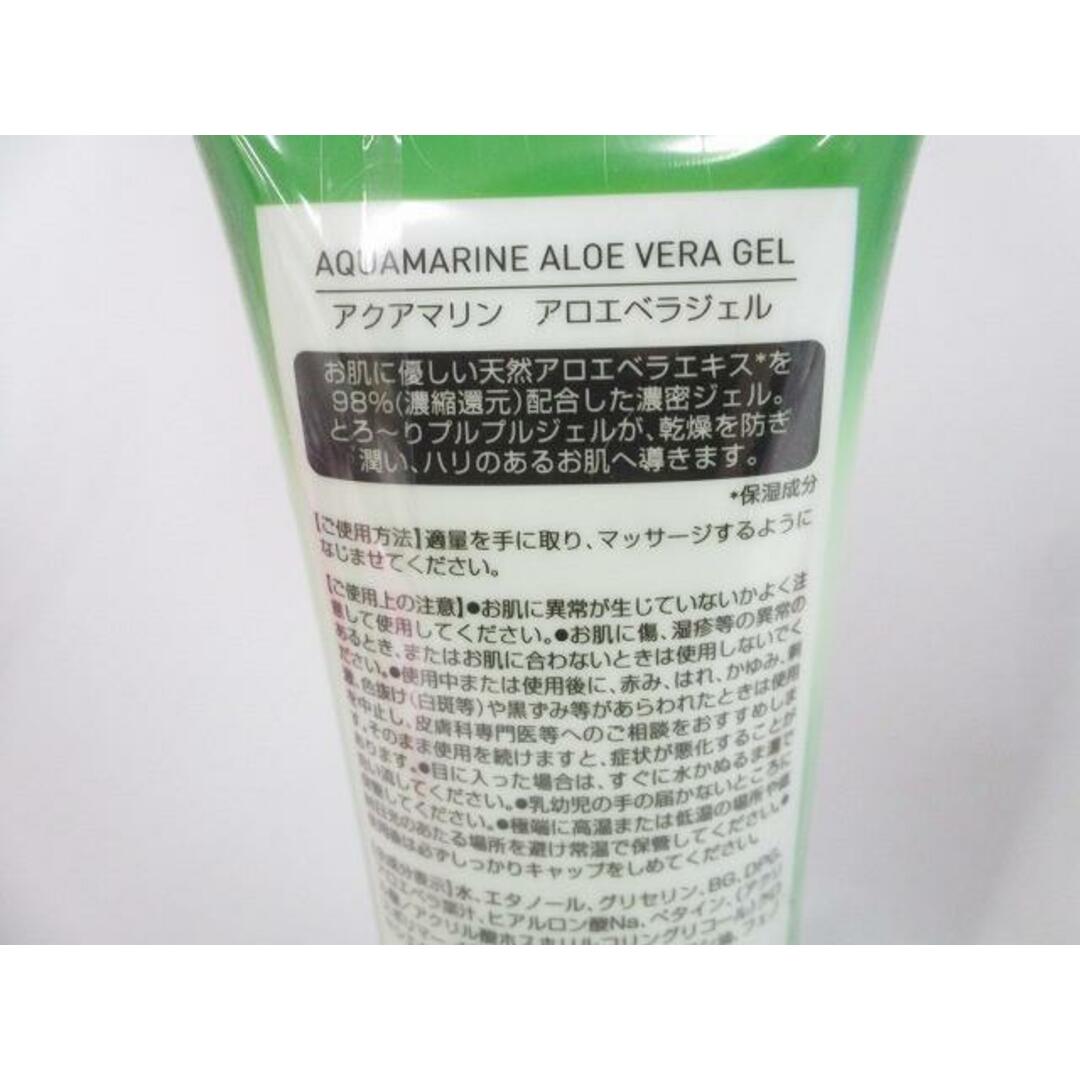 AQUAMARINE ALOE VERA GEL
アクアマリン アロエベラジェル
お肌に優しい天然アロエベラエキス*を
98%(濃縮還元)配合した濃密ジェル。
とろ〜りプルプルジェルが、乾燥を防ぎ
潤い、ハリのあるお肌へ導きます。
*保湿成分
【ご使用方法】適量を手に取り、マッサージするように
なじませてください。
【ご使用上の注意】●お肌に異常が生じていないかよく注
意して使用してください。●お肌に傷、湿疹等の異常の
あるとき、またはお肌に合わないときは使用しないでく
ださい。●使用中または使用後に、赤み、はれ、かゆみ、刺
激、色抜け(白斑等)や黒ずみ等があらわれたときは使用
を中止し、皮膚科専門医等へのご相談をおすすめしま
す。そのまま使用を続けますと、症状が悪化することが
あります。●目に入った場合は、すぐに水かぬるま湯で
洗い流してください。●乳幼児の手の届かないところに
してください。●極端に高温または低温の場所や直
射日光のあたる場所を避け常温で保管してください。●
使用後は必ずしっかりキャップをしめてください。
【全成分表示】水、エタノール、グリセリン、BG、DPG、
アロエベラ葉汁、ヒアルロン酸Na、ベタイン、(アクリ
アクリル酸ホスホリルコリングリコール)